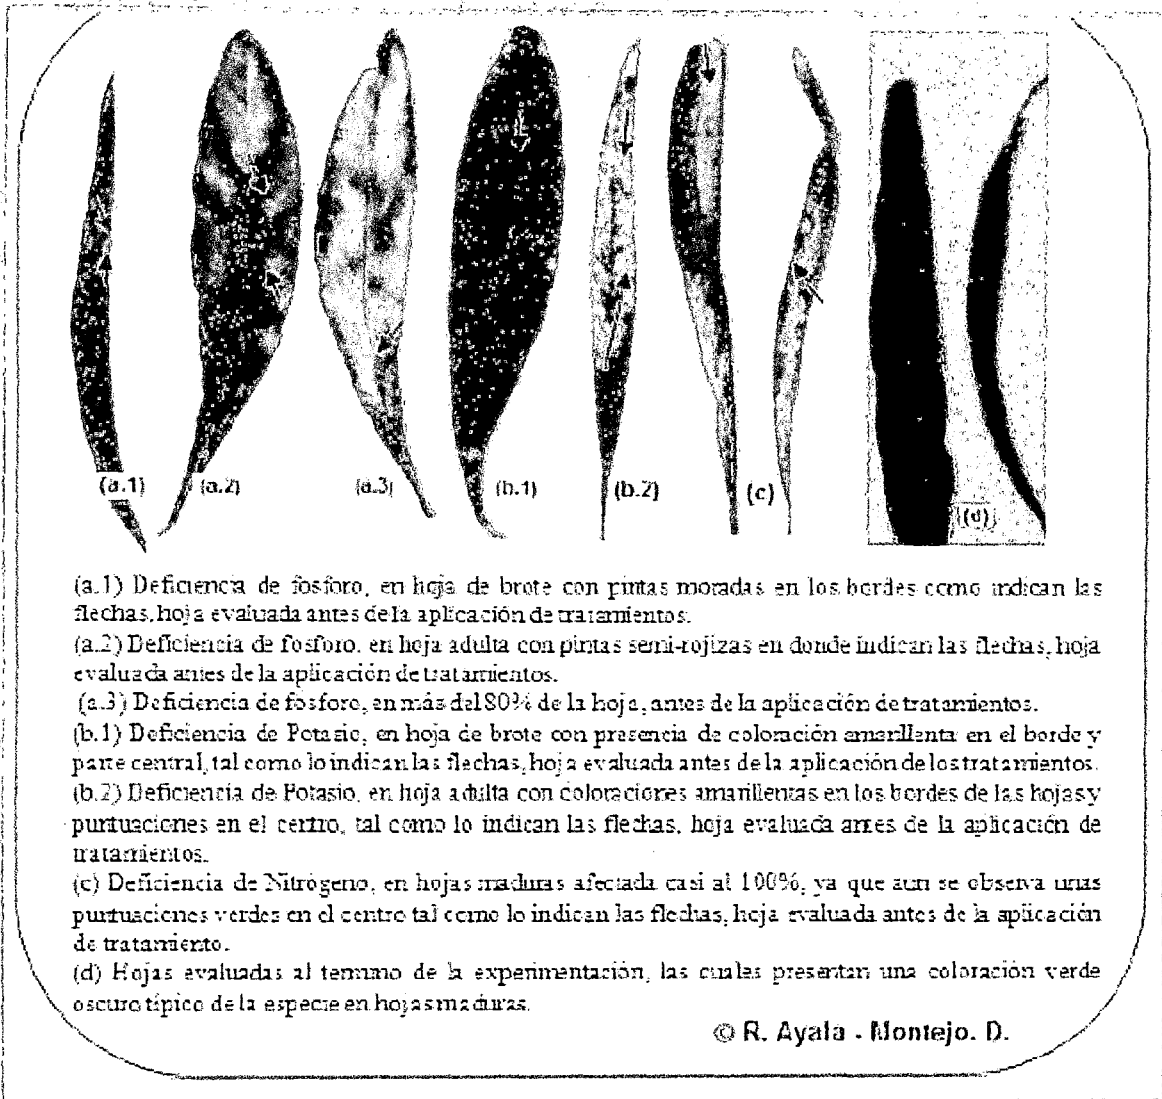 (a.1) (a.2) (a.3) (b.1) (b.2) (c) (d)
(a.1) Deficiencia de fosforo, en hoja de brote con pintas moradas en los bordes como indican las
flechas, hoja evaluada antes de la aplicación de tratamientos.
(a.2) Deficiencia de fosforo, en hoja adulta con pintas semi-rojizas en donde indican las flechas, hoja
evaluada antes de la aplicación de tratamientos.
(a.3) Deficiencia de fosforo, en más del 80% de la hoja, antes de la aplicación de tratamientos.
(b.1) Deficiencia de Potasio, en hoja de brote con presencia de coloración amarillenta en el borde y
parte central, tal como lo indican las flechas, hoja evaluada antes de la aplicación de los tratamientos.
(b.2) Deficiencia de Potasio, en hoja adulta con coloraciones amarillentas en los bordes de las hojas y
puntuaciones en el centro, tal como lo indican las flechas, hoja evaluada antes de la aplicación de
tratamientos.
(c) Deficiencia de Nitrógeno, en hojas maduras afectada casi al 100%, ya que aun se observa unas
puntuaciones verdes en el centro tal como lo indican las flechas, hoja evaluada antes de la aplicación
de tratamiento.
(d) Hojas evaluadas al termino de la experimentación, las cuales presentan una coloración verde
oscuro típico de la especie en hojas maduras.
© R. Ayala - Montejo. D.